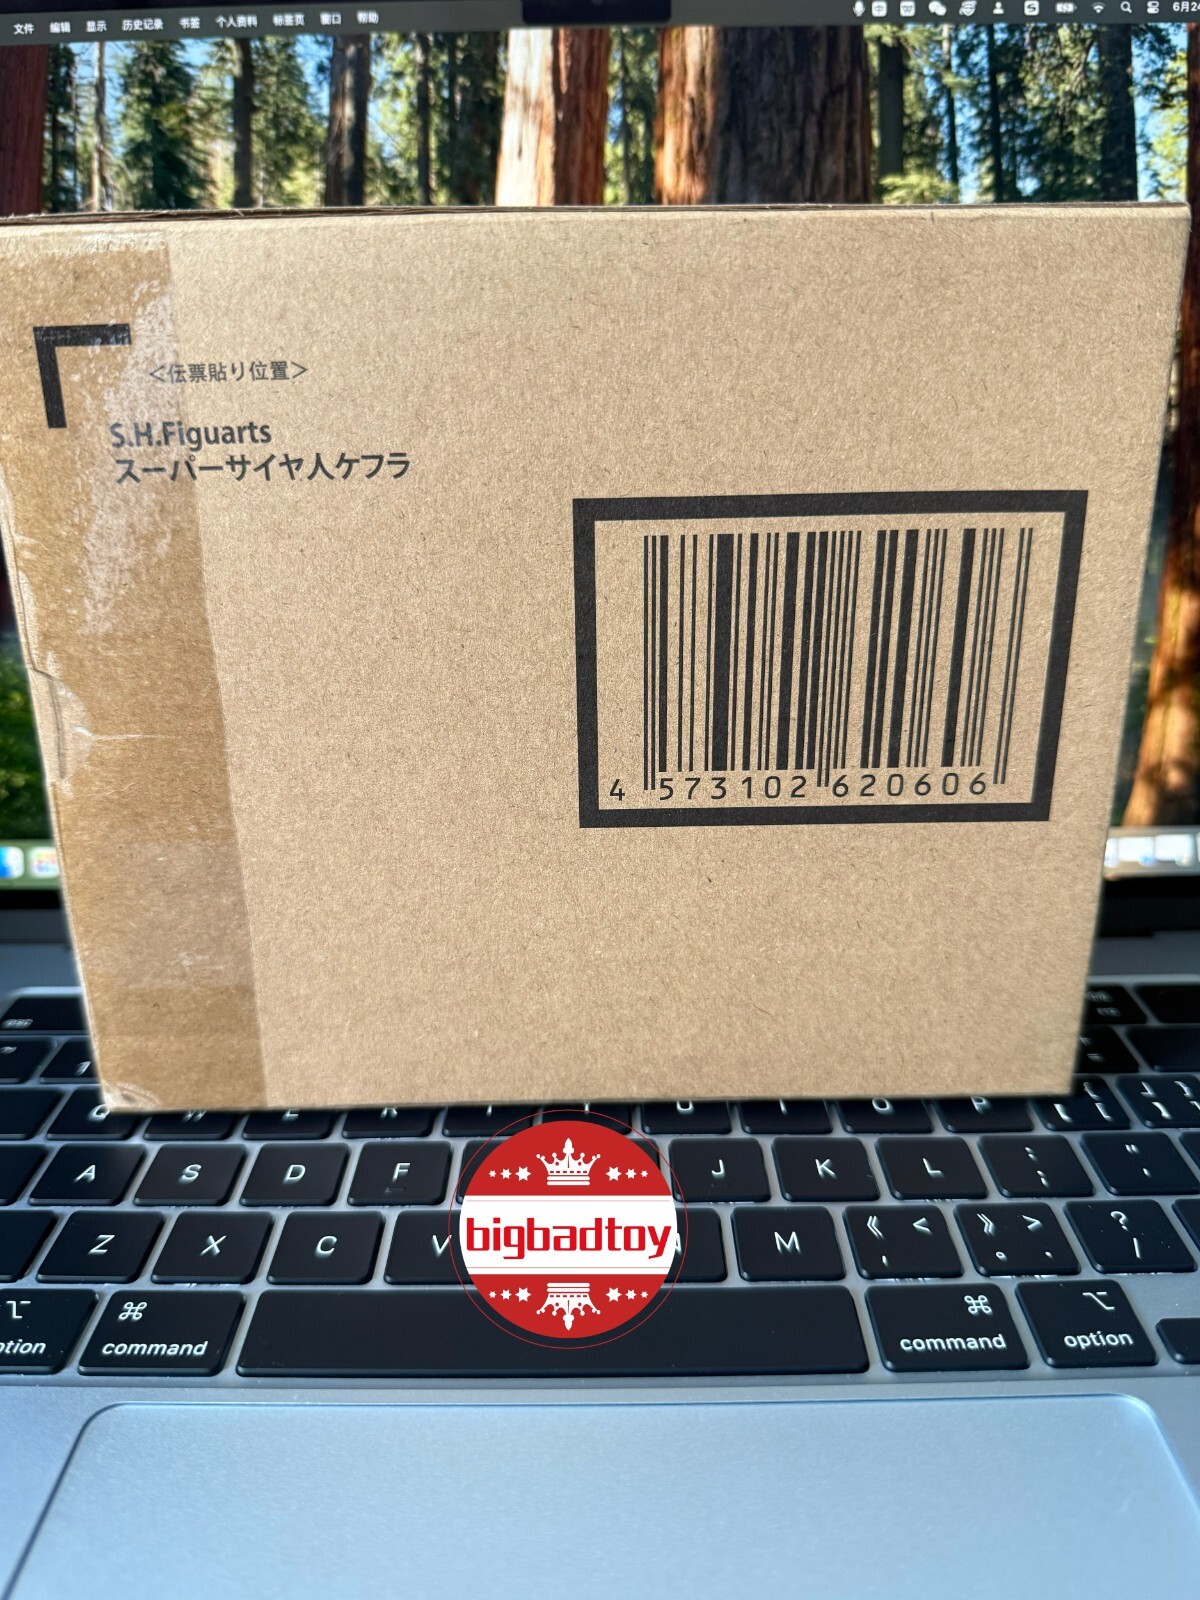 文件 编辑 显示 历史记录 书签 个人资料 标签页 窗口 帮助
<伝票貼り位置>
S.H.Figuarts
スーパーサイヤ人ケフラ
4 573102 620606
A S D F J K L
Z X C V M
command command option
bigbadtoy